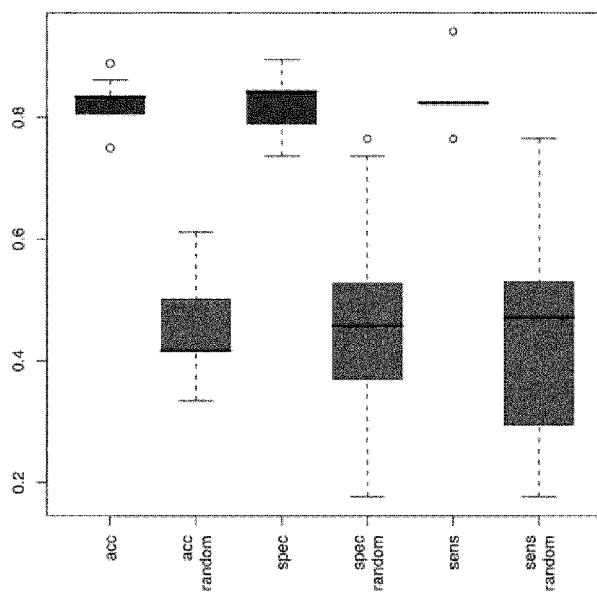 0.8
0.6
0.4
0.2
acc
acc
random
spec
spec
random
sens
sens
random